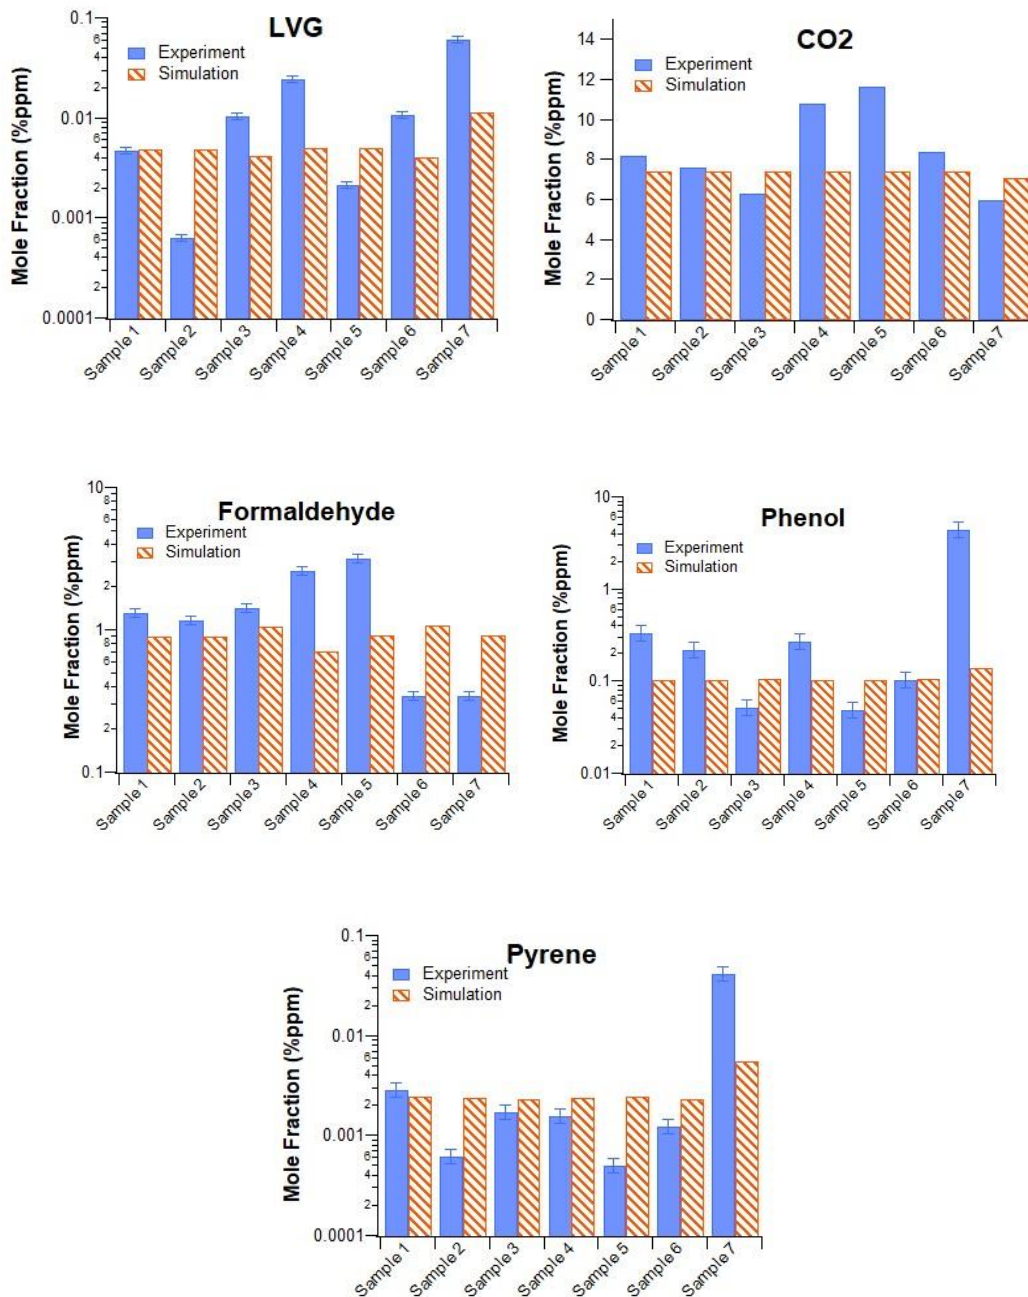 LVG
Experiment
Simulation
Mole Fraction (%ppm)
0.1
6
4
2
0.01
6
4
2
0.001
6
4
2
0.0001
Sample 1
Sample 2
Sample 3
Sample 4
Sample 5
Sample 6
Sample 7
CO2
Experiment
Simulation
Mole Fraction (%ppm)
14
12
10
8
6
4
2
0
Sample 1
Sample 2
Sample 3
Sample 4
Sample 5
Sample 6
Sample 7
Formaldehyde
Experiment
Simulation
Mole Fraction (%ppm)
10
8
6
4
2
1
8
6
4
2
0.1
Sample 1
Sample 2
Sample 3
Sample 4
Sample 5
Sample 6
Sample 7
Phenol
Experiment
Simulation
Mole Fraction (%ppm)
10
6
4
2
1
6
4
2
0.1
6
4
2
0.01
Sample 1
Sample 2
Sample 3
Sample 4
Sample 5
Sample 6
Sample 7
Pyrene
Experiment
Simulation
Mole Fraction (%ppm)
0.1
6
4
2
0.01
6
4
2
0.001
6
4
2
0.0001
Sample 1
Sample 2
Sample 3
Sample 4
Sample 5
Sample 6
Sample 7